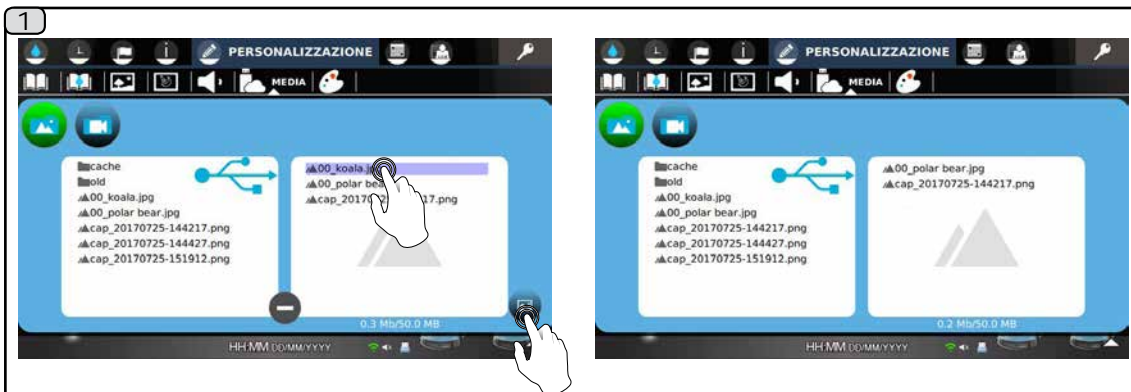 1
PERSONALIZZAZIONE
MEDIA
cache
old
00_koala.jpg
00_polar bear.jpg
cap_20170725-144217.png
cap_20170725-144427.png
cap_20170725-151912.png
00_koala.j
00_polar be
cap_2017072 17.png
0.3 Mb/50.0 MB
HH:MM DD/MM/YYYY
PERSONALIZZAZIONE
MEDIA
cache
old
00_koala.jpg
00_polar bear.jpg
cap_20170725-144217.png
cap_20170725-144427.png
cap_20170725-151912.png
00_polar bear.jpg
cap_20170725-144217.png
0.2 Mb/50.0 MB
HH:MM DD/MM/YYYY